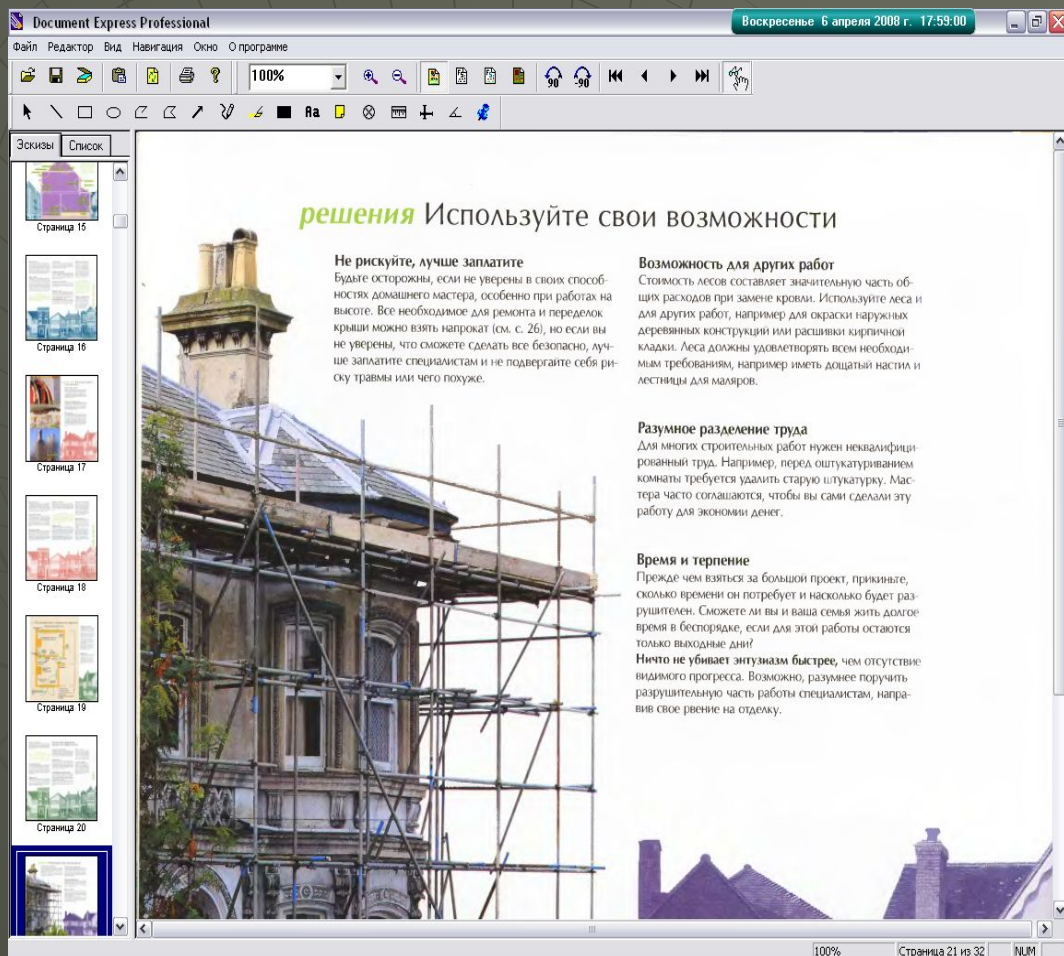 Document Express Professional
Воскресенье 6 апреля 2008 г. 17:59:00
Файл Редактор Вид Навигация Окно О программе
100%
90 -90
Aa
Эскизы Список
Страница 15
Страница 16
Страница 17
Страница 18
Страница 19
Страница 20
решения Используйте свои возможности
Не рискуйте, лучше заплатите
Будьте осторожны, если не уверены в своих способ-
ностях домашнего мастера, особенно при работах на
высоте. Все необходимое для ремонта и переделок
крыши можно взять напрокат (см. с. 26), но если вы
не уверены, что сможете сделать все безопасно, луч-
ше заплатите специалистам и не подвергайте себя ри-
ску травмы или чего похуже.
Возможность для других работ
Стоимость лесов составляет значительную часть об-
щих расходов при замене кровли. Используйте леса и
для других работ, например для окраски наружных
деревянных конструкций или расшивки кирпичной
кладки. Леса должны удовлетворять всем необходи-
мым требованиям, например иметь дощатый настил и
лестницы для маляров.
Разумное разделение труда
Для многих строительных работ нужен неквалифици-
рованный труд. Например, перед оштукатуриванием
комнаты требуется удалить старую штукатурку. Мас-
тера часто соглашаются, чтобы вы сами сделали эту
работу для экономии денег.
Время и терпение
Прежде чем взяться за большой проект, прикиньте,
сколько времени он потребует и насколько будет раз-
рушителен. Сможете ли вы и ваша семья жить долгое
время в беспорядке, если для этой работы остаются
только выходные дни?
Ничто не убивает энтузиазм быстрее, чем отсутствие
видимого прогресса. Возможно, разумнее поручить
разрушительную часть работы специалистам, напра-
вив свое рвение на отделку.
100% Страница 21 из 32 NUM